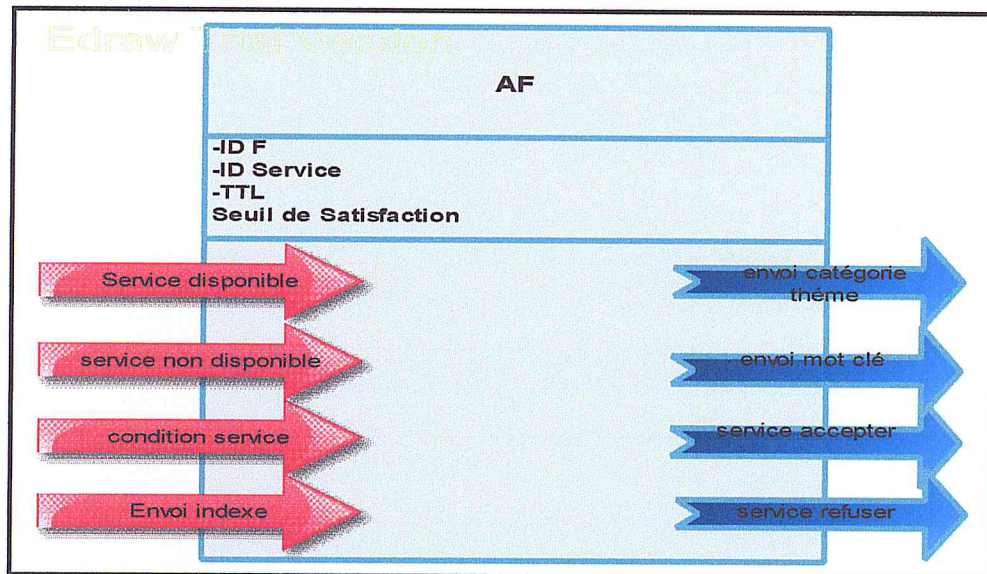 Edraw Trial Version
AF
-ID F
-ID Service
-TTL
Seuil de Satisfaction
Service disponible
envoi catégorie
théme
service non disponible
envoi mot clé
condition service
service accepter
Envoi indexe
service refuser